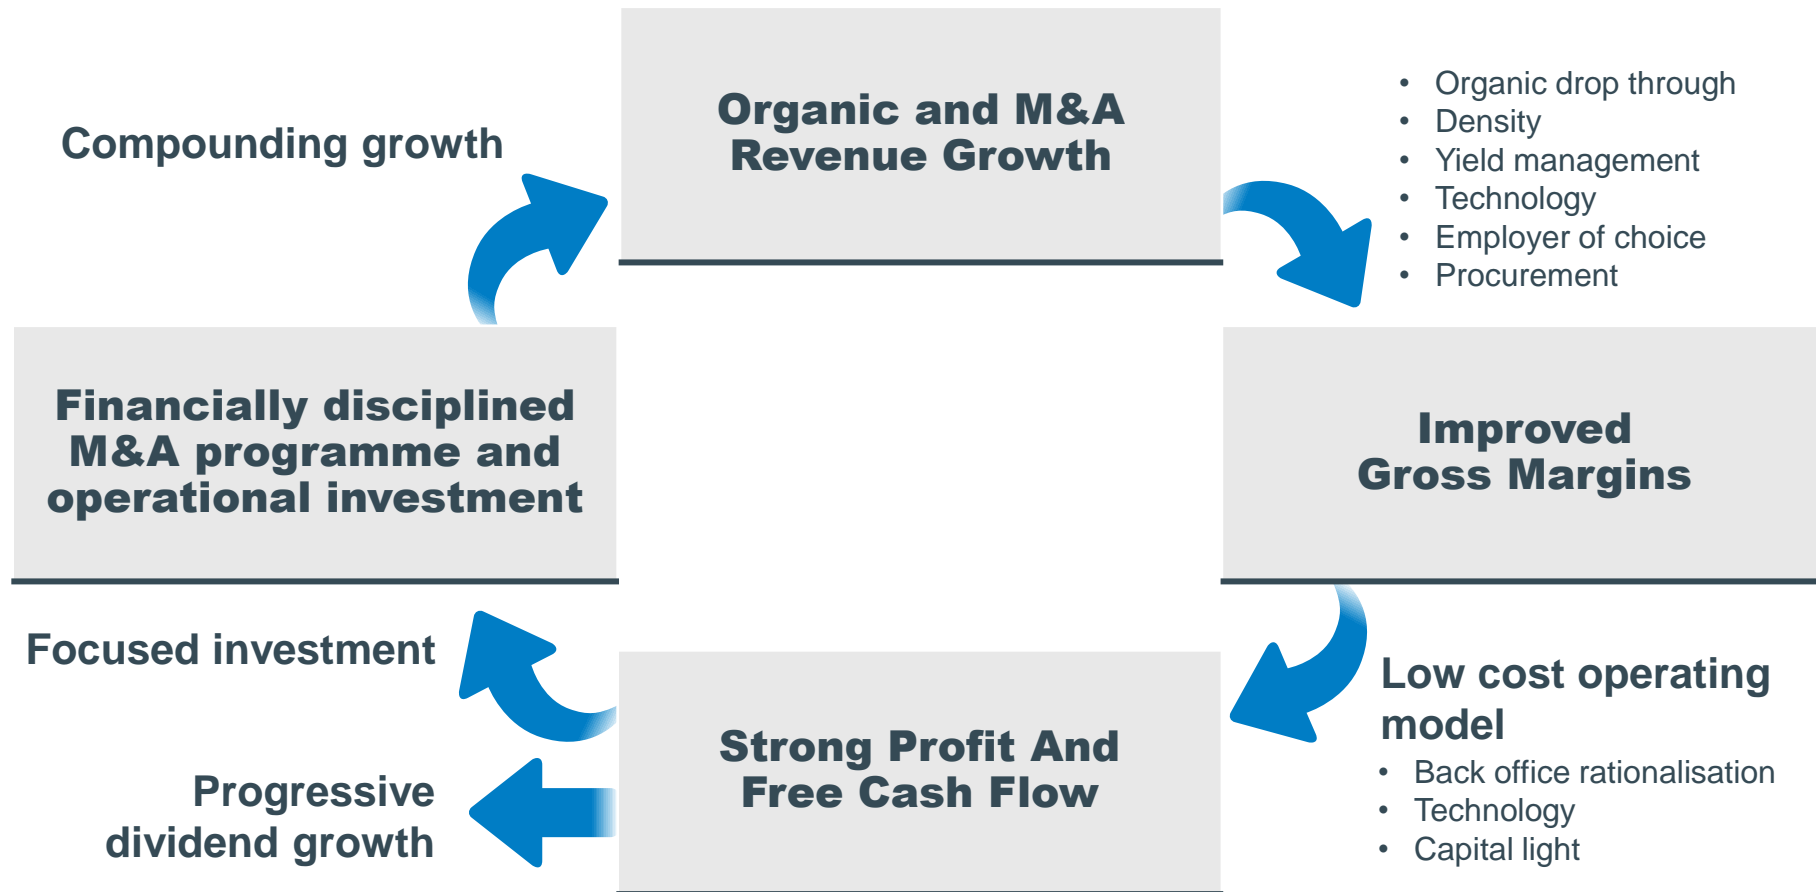 Organic and M&A
Revenue Growth
Compounding growth
• Organic drop through
• Density
• Yield management
• Technology
• Employer of choice
• Procurement
Financially disciplined
M&A programme and
operational investment
Improved
Gross Margins
Focused investment
Low cost operating
model
• Back office rationalisation
• Technology
• Capital light
Strong Profit And
Free Cash Flow
Progressive
dividend growth